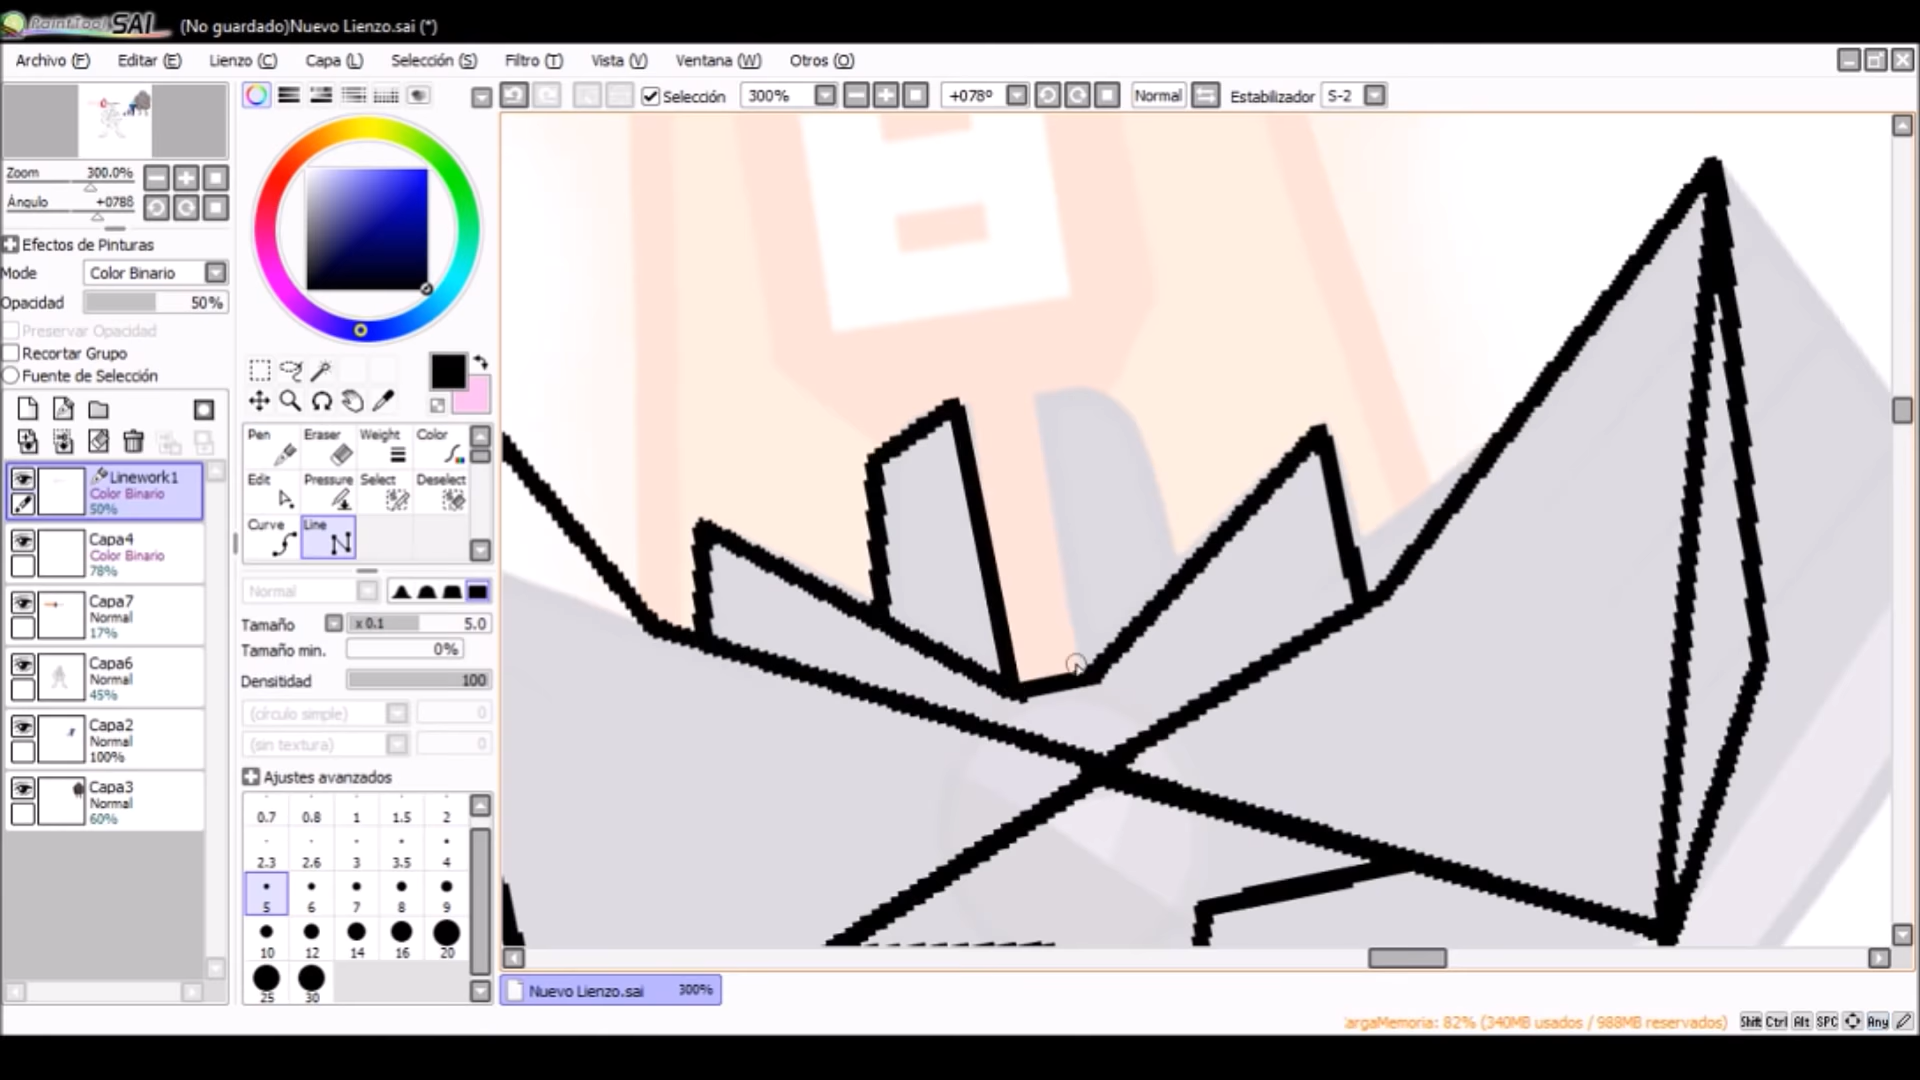 PaintTool SAI (No guardado)Nuevo Lienzo.sai (*)
Archivo (F) Editar (E) Lienzo (C) Capa (L) Selección (S) Filtro (T) Vista (V) Ventana (W) Otros (O)
Selección 300% +078º Normal Estabilizador S-2
Zoom 300.0%
Ángulo +078
Efectos de Pinturas
Mode Color Binario
Opacidad 50%
Preservar Opacidad
Recortar Grupo
Fuente de Selección
Linework1
Color Binario
50%
Capa4
Color Binario
78%
Capa7
Normal
17%
Capa6
Normal
45%
Capa2
Normal
100%
Capa3
Normal
60%
Pen Eraser Weight Color
Edit Pressure Select Deselect
Curve Line
Normal
Tamaño x 0.1 5.0
Tamaño min. 0%
Densitidad 100
(círculo simple) 0
(sin textura) 0
Ajustes avanzados
0.7 0.8 1 1.5 2
2.3 2.6 3 3.5 4
5 6 7 8 9
10 12 14 16 20
25 30
Nuevo Lienzo.sai 300%
argaMemoria: 82% (340MB usados / 988MB reservados) Shift Ctrl Alt SPC Any